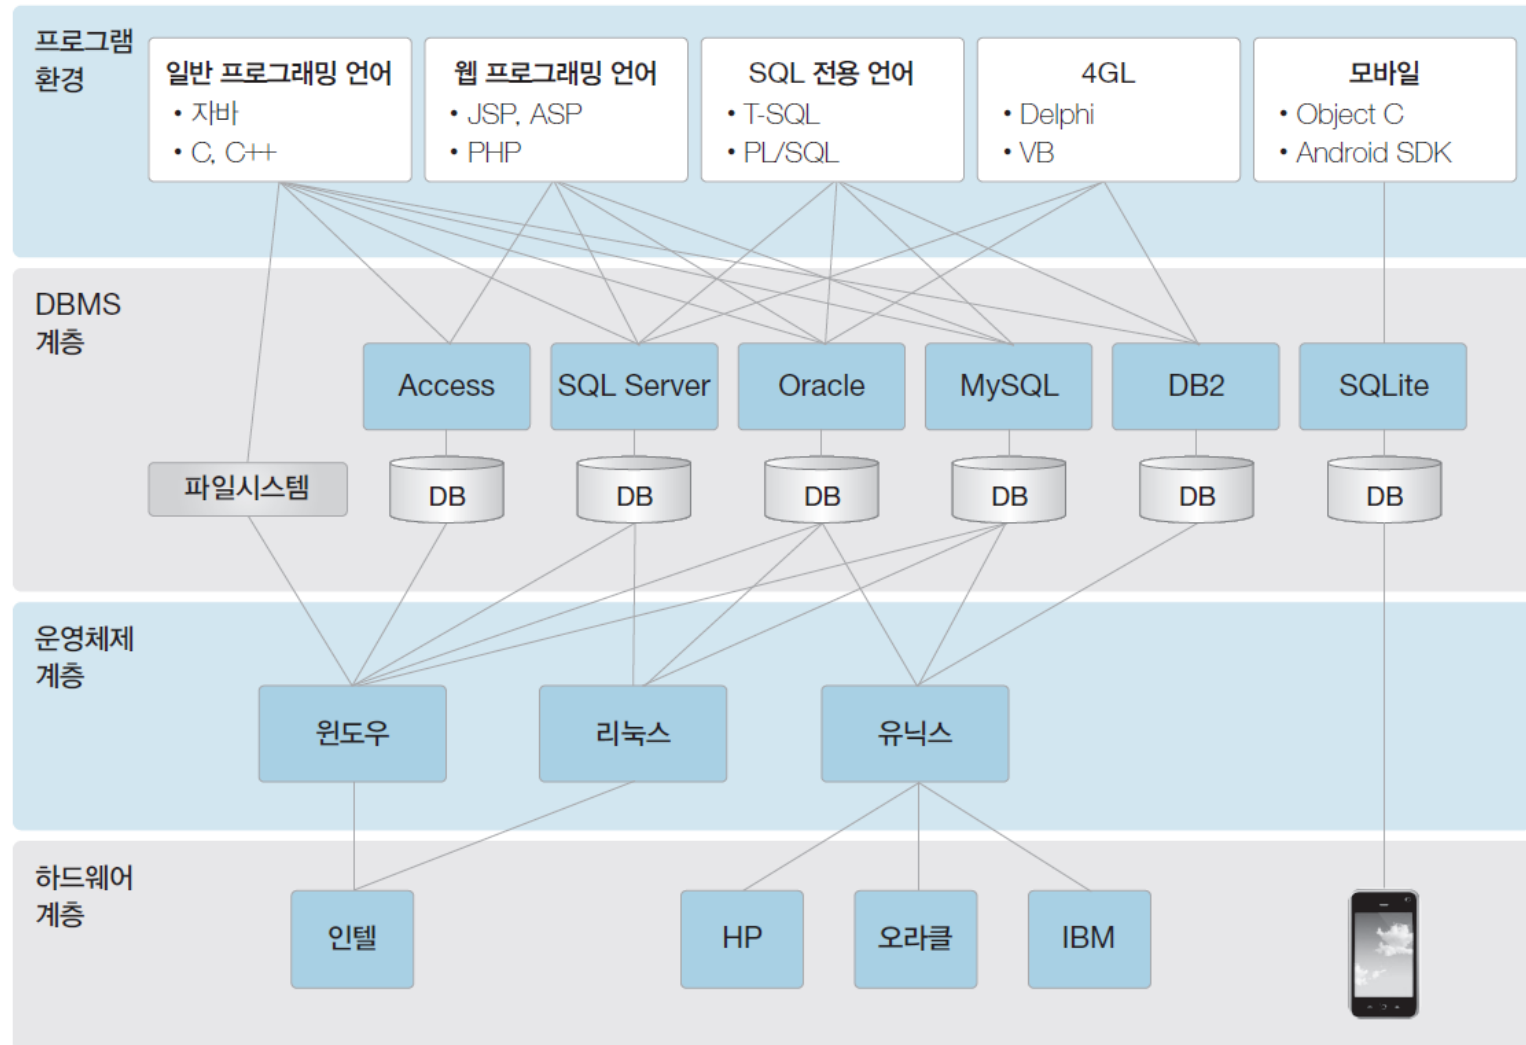 프로그램
환경
일반 프로그래밍 언어
• 자바
• C, C++
웹 프로그래밍 언어
• JSP, ASP
• PHP
SQL 전용 언어
• T-SQL
• PL/SQL
4GL
• Delphi
• VB
모바일
• Object C
• Android SDK
DBMS
계층
Access
SQL Server
Oracle
MySQL
DB2
SQLite
파일시스템
DB
DB
DB
DB
DB
DB
운영체제
계층
윈도우
리눅스
유닉스
하드웨어
계층
인텔
HP
오라클
IBM